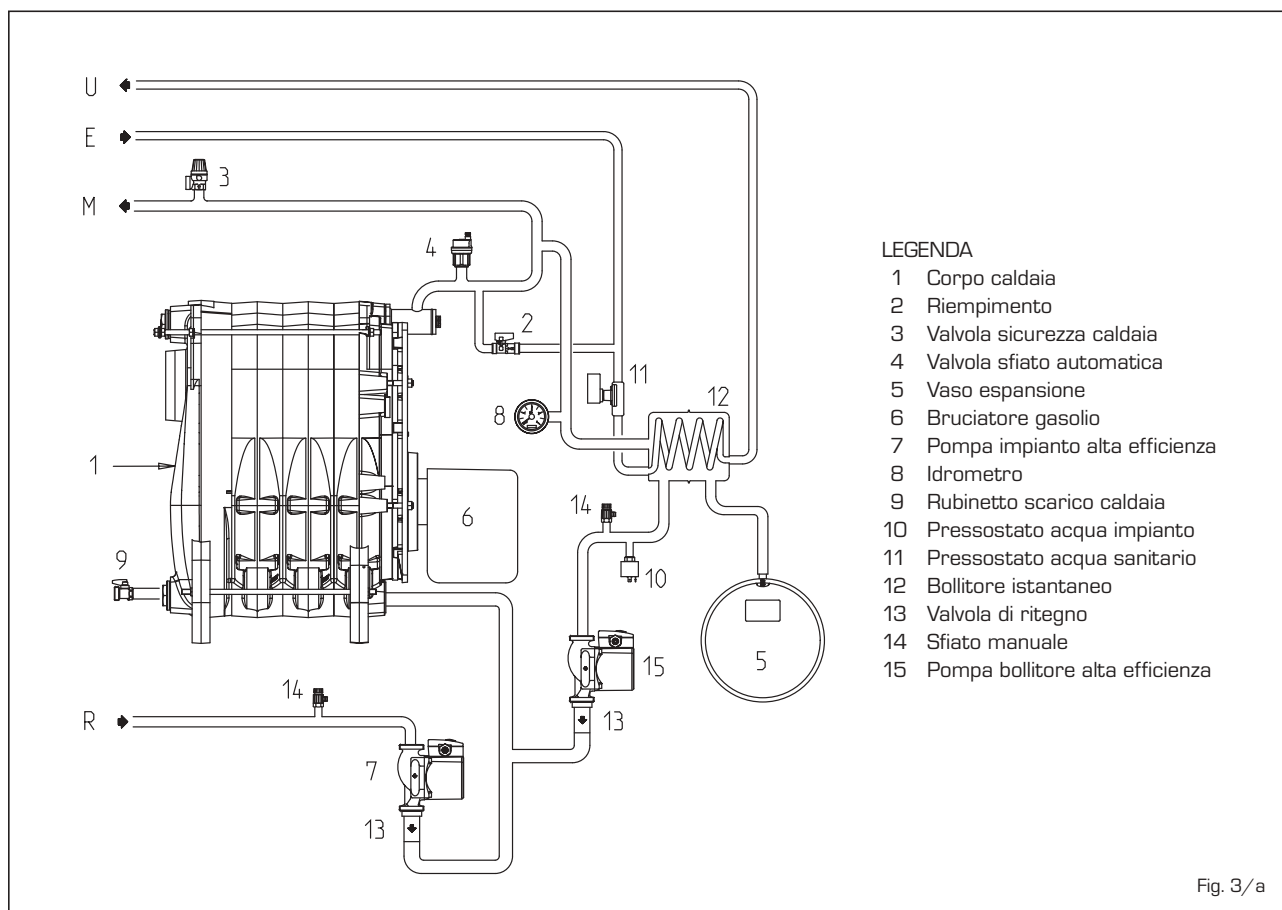 U
E
3
M
4
2
11
12
8
1
14
6
9
10
5
15
14
13
R
7
13
LEGENDA
1 Corpo caldaia
2 Riempimento
3 Valvola sicurezza caldaia
4 Valvola sfiato automatica
5 Vaso espansione
6 Bruciatore gasolio
7 Pompa impianto alta efficienza
8 Idrometro
9 Rubinetto scarico caldaia
10 Pressostato acqua impianto
11 Pressostato acqua sanitario
12 Bollitore istantaneo
13 Valvola di ritegno
14 Sfiato manuale
15 Pompa bollitore alta efficienza
Fig. 3/a